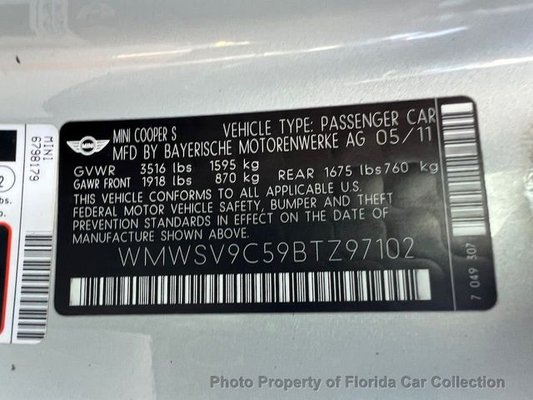 MINI
MINI COOPER S
VEHICLE TYPE: PASSENGER CAR
MFD BY BAYERISCHE MOTORENWERKE AG 05/11
GVWR 3516 lbs 1595 kg
GAWR FRONT 1918 lbs 870 kg REAR 1675 lbs760 kg
THIS VEHICLE CONFORMS TO ALL APPLICABLE U.S.
FEDERAL MOTOR VEHICLE SAFETY, BUMPER AND THEFT
PREVENTION STANDARDS IN EFFECT ON THE DATE
OF MANUFACTURE SHOWN ABOVE.
WMWSV9C59BTZ97102
7 049 307
MINI
6798179
2
bs.
Photo Property of Florida Car Collection